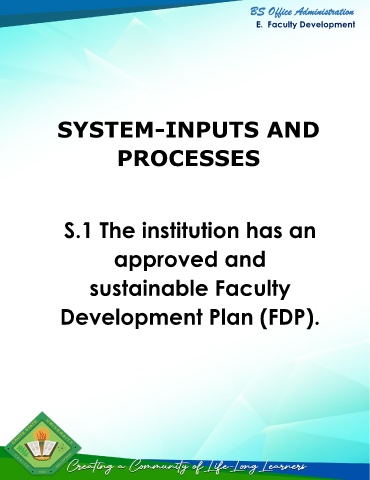 BS Office Administration
E. Faculty Development
SYSTEM-INPUTS AND
PROCESSES
S.1 The institution has an
approved and
sustainable Faculty
Development Plan (FDP).
Creating a Community of Life-Long Learners